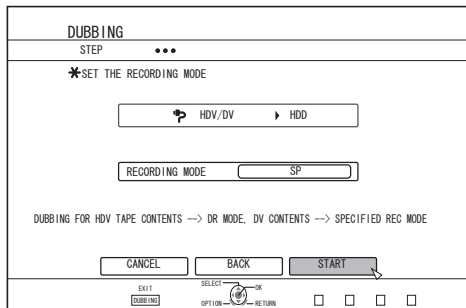 DUBBING
STEP
*SET THE RECORDING MODE
HDV/DV HDD
RECORDING MODE SP
DUBBING FOR HDV TAPE CONTENTS --> DR MODE, DV CONTENTS --> SPECIFIED REC MODE
CANCEL BACK START
EXIT
DUBBING
SELECT OK
OPTION RETURN